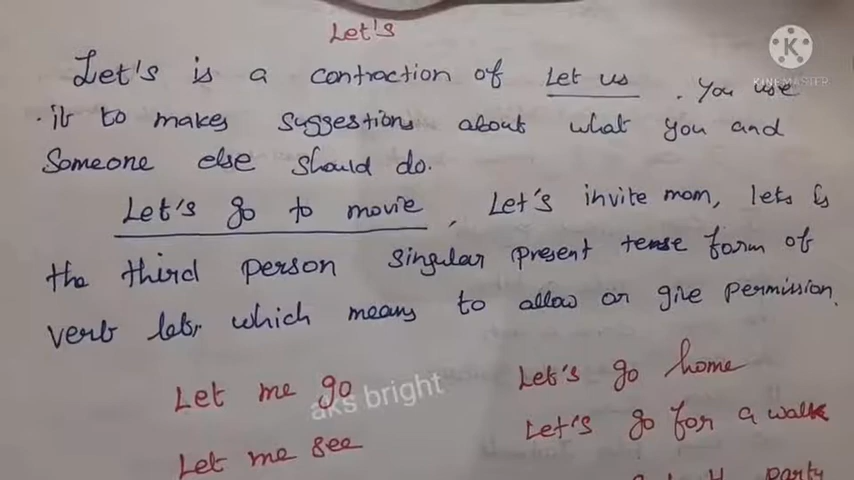 Let's
Let's is a contraction of Let us . You use
it to makes suggestions about what you and
Someone else should do.
Let's go to movie , Let's invite mom, lets is
the third person singular present tense form of
verb lets, which means to allow or give permission.
Let me go Let's go home
Let me see Let's go for a walk
party
KINEMASTER
aks bright